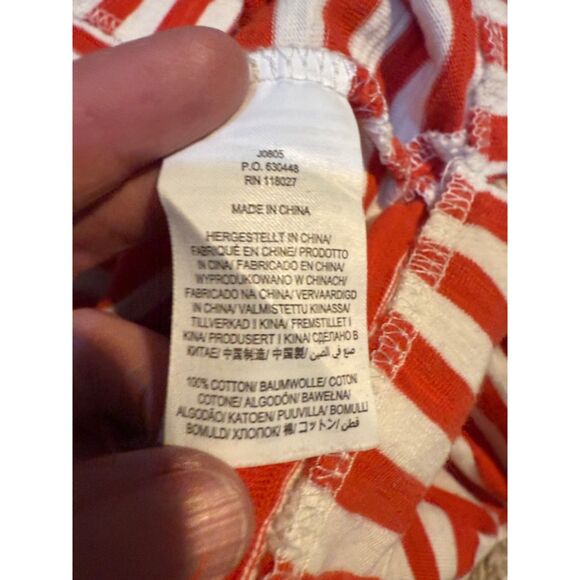 J0805
P.O. 630448
RIN 118027
MADE IN CHINA
HERGESTELLT IN CHINA/
FABRIQUÉ EN CHINE/ PRODOTTO
IN CINA/ FABRICADO EN CHINA/
WYPRODUKOWANO W CHINACH/
FABRICADO NA CHINA/ VERVAARDIGD
IN CHINA/ VALMISTETTU KIINASSA/
TILLVERKAD I KINA/ FREMSTILLET I
KINA/ PRODUSERT I KINA/ СДЕЛАНО В
КИТАЕ/ 中国制造/ 中国製/ صنع في الصين/
100% COTTON/ BAUMWOLLE/ COTON
COTONE/ ALGODÓN/ BAWEŁNA/
ALGODÃO/ KATOEN/ PUUVILLA/ BOMULL/
BOMULD/ ХЛОПОК/ 棉/ コットン/ قطن/